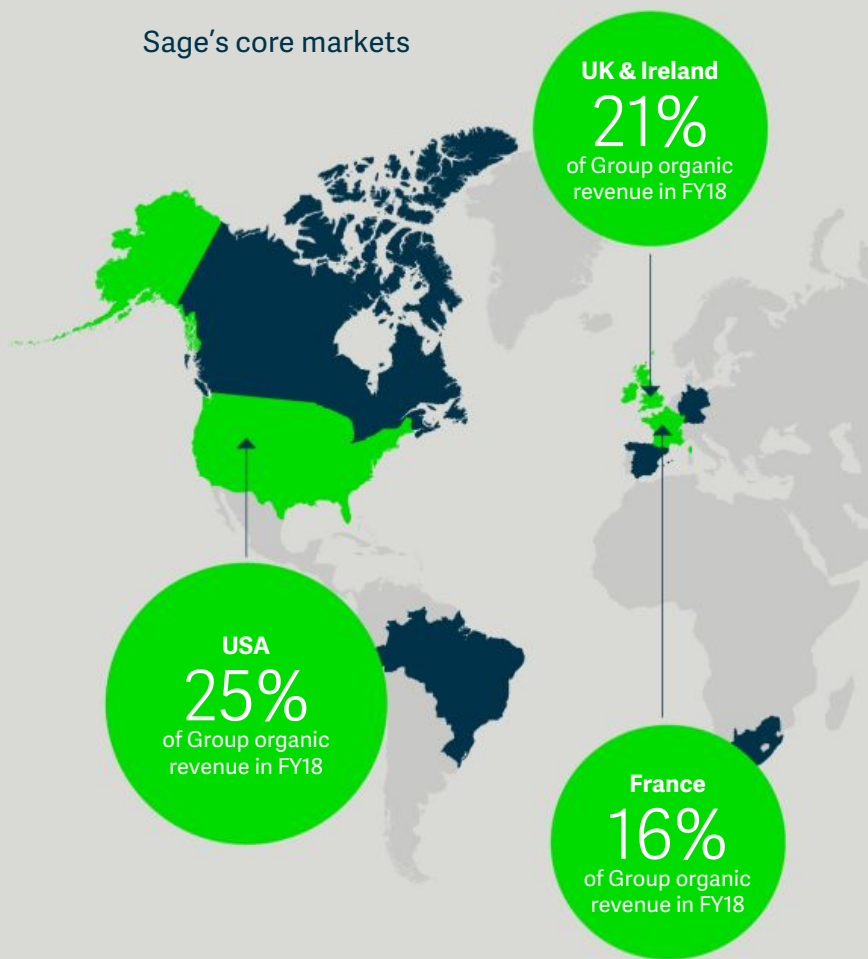 Sage’s core markets
UK & Ireland
21%
of Group organic
revenue in FY18
USA
25%
of Group organic
revenue in FY18
France
16%
of Group organic
revenue in FY18